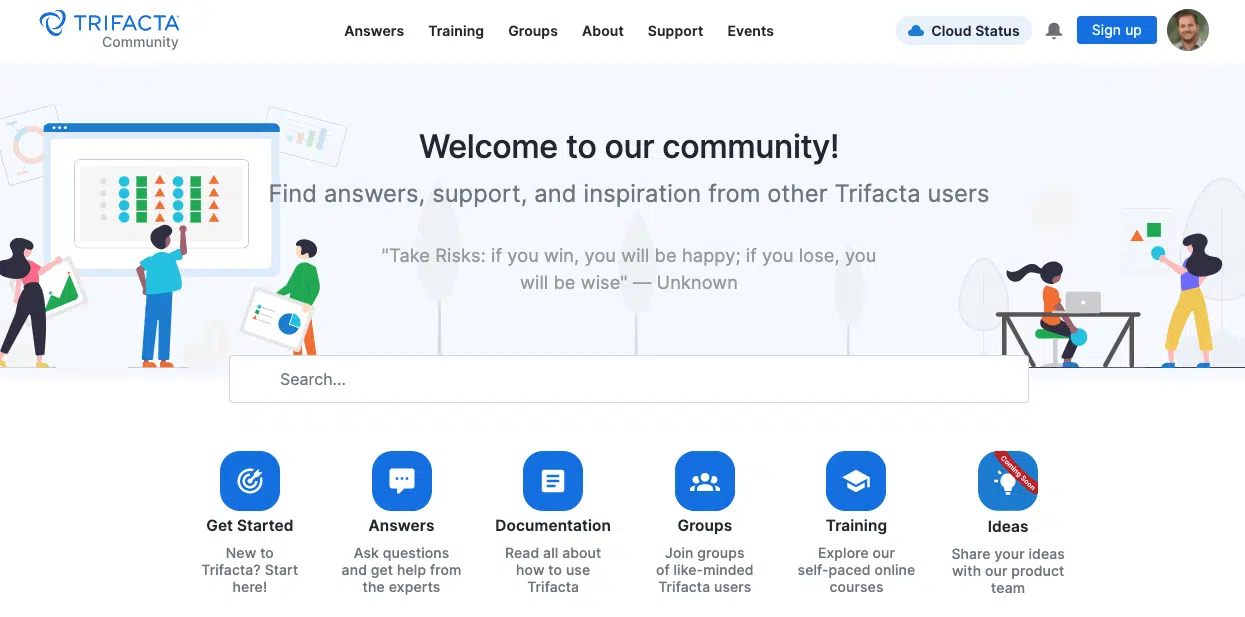 TRIFACTA
Community
Answers
Training
Groups
About
Support
Events
Cloud Status
Sign up
Welcome to our community!
Find answers, support, and inspiration from other Trifacta users
"Take Risks: if you win, you will be happy; if you lose, you
will be wise" — Unknown
Search...
Get Started
New to
Trifacta? Start
here!
Answers
Ask questions
and get help from
the experts
Documentation
Read all about
how to use
Trifacta
Groups
Join groups
of like-minded
Trifacta users
Training
Explore our
self-paced online
courses
Coming Soon
Ideas
Share your ideas
with our product
team